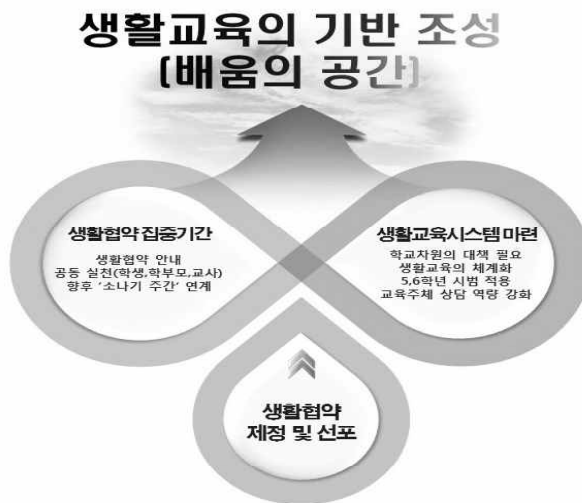 생활교육의 기반 조성
[배움의 공간]
생활협약 집중기간
생활협약 안내
공동 실천(학생,학부모,교사)
향후 '소나기 주간' 연계
생활교육시스템 마련
학교차원의 대책 필요
생활교육의 체계화
5,6학년 시범 적용
교육주체 상담 역량 강화
생활협약
제정 및 선포